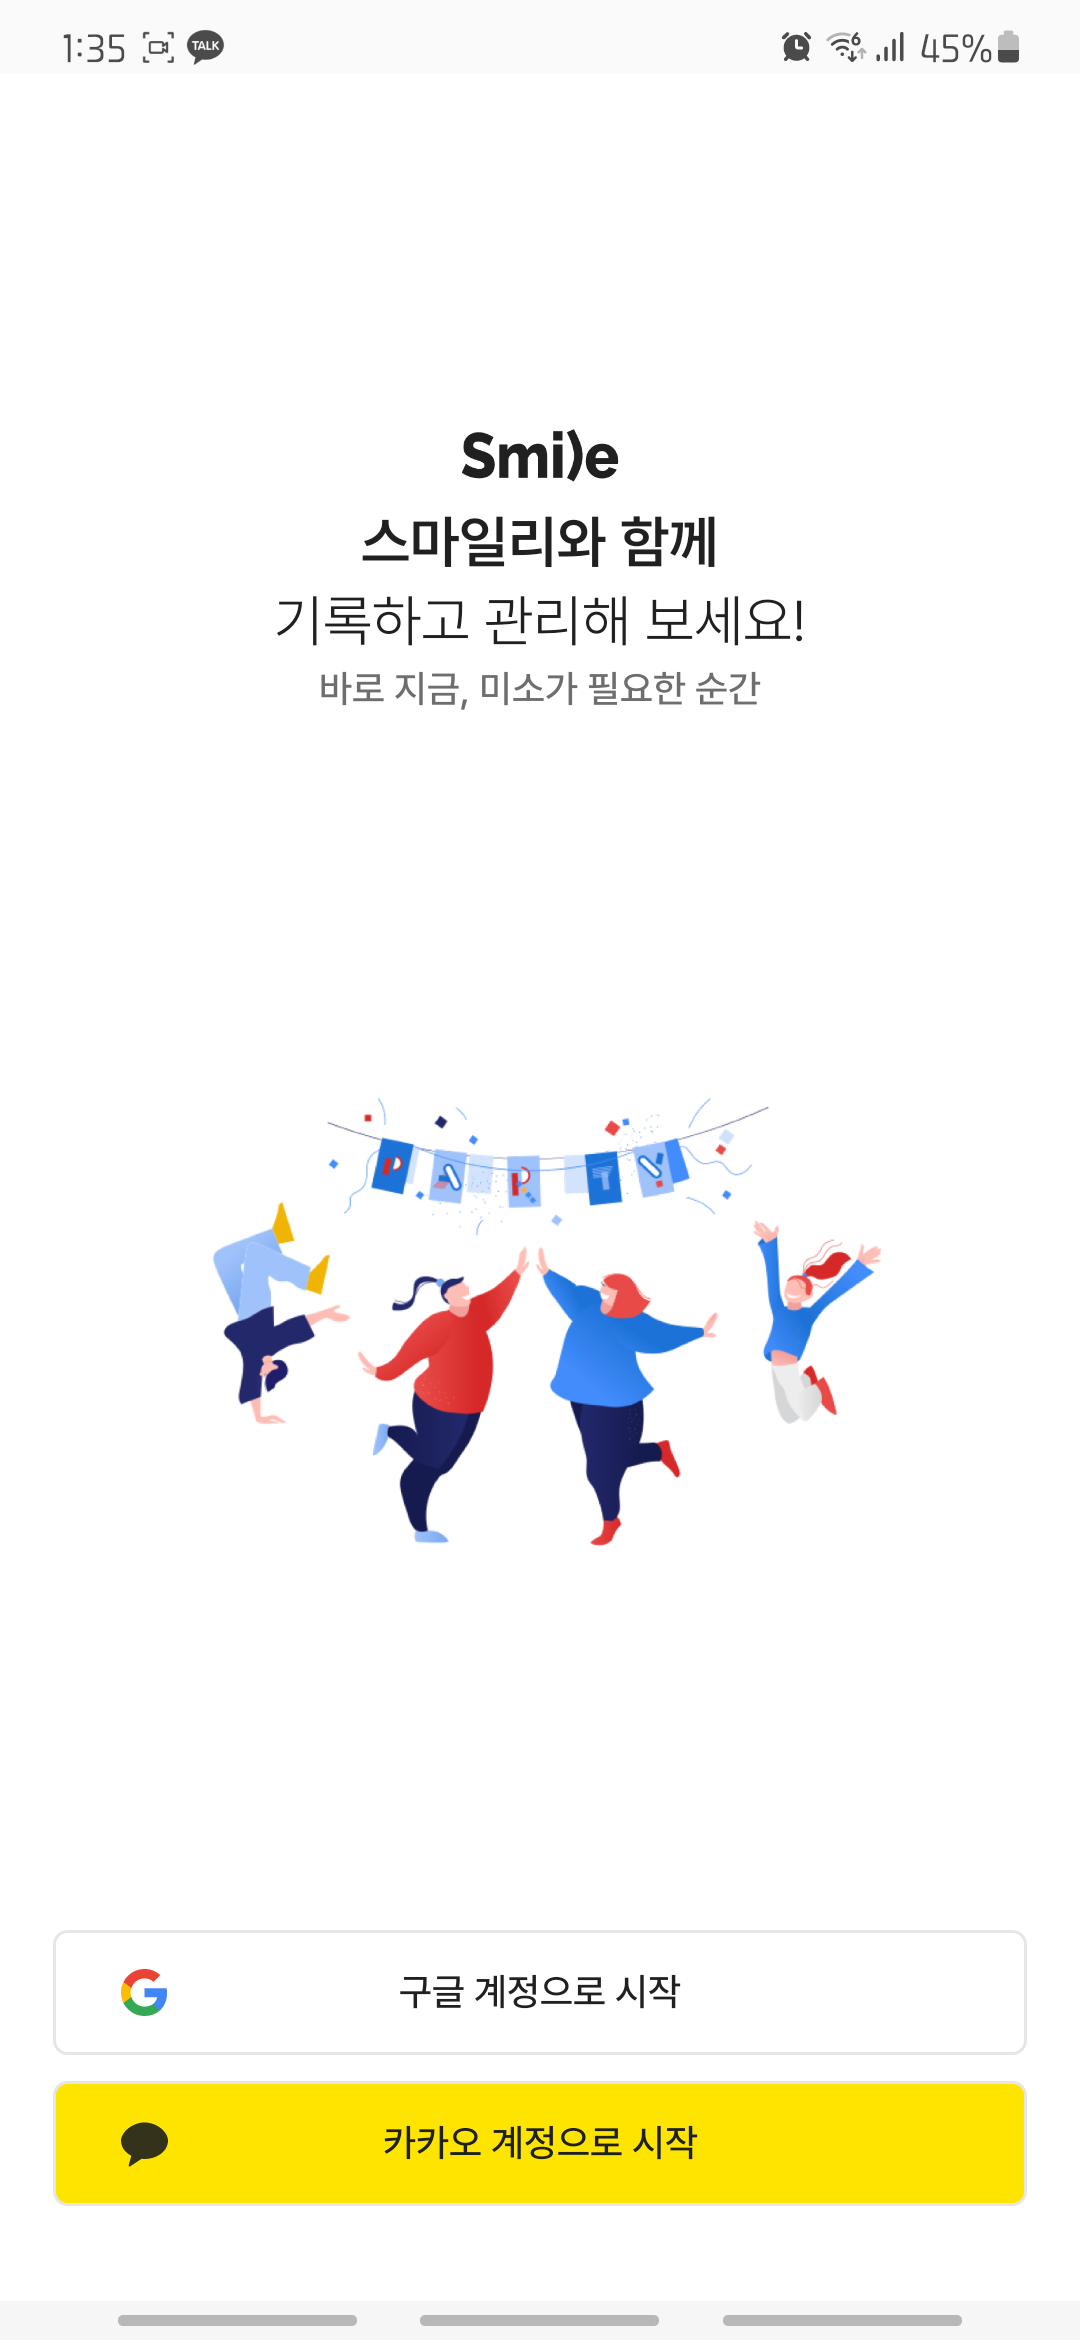 1:35 TALK 6 45%
Smi)e
스마일리와 함께
기록하고 관리해 보세요!
바로 지금, 미소가 필요한 순간
PARTY
구글 계정으로 시작
카카오 계정으로 시작